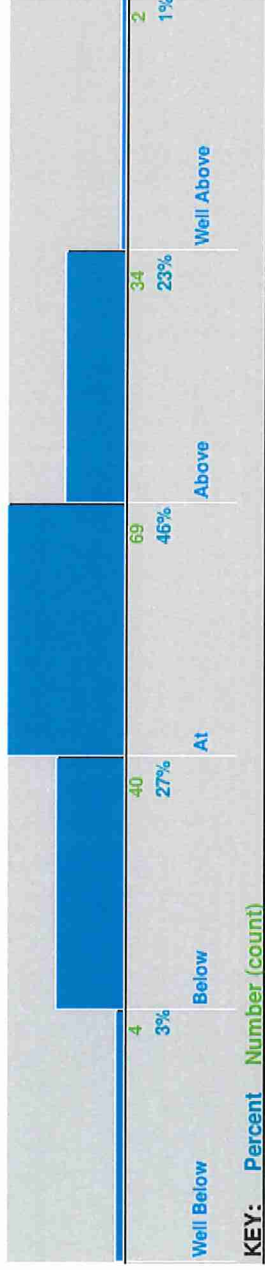 4 40 69 34 2
3% 27% 46% 23% 1%
Well Below Below At Above Well Above
KEY: Percent Number (count)